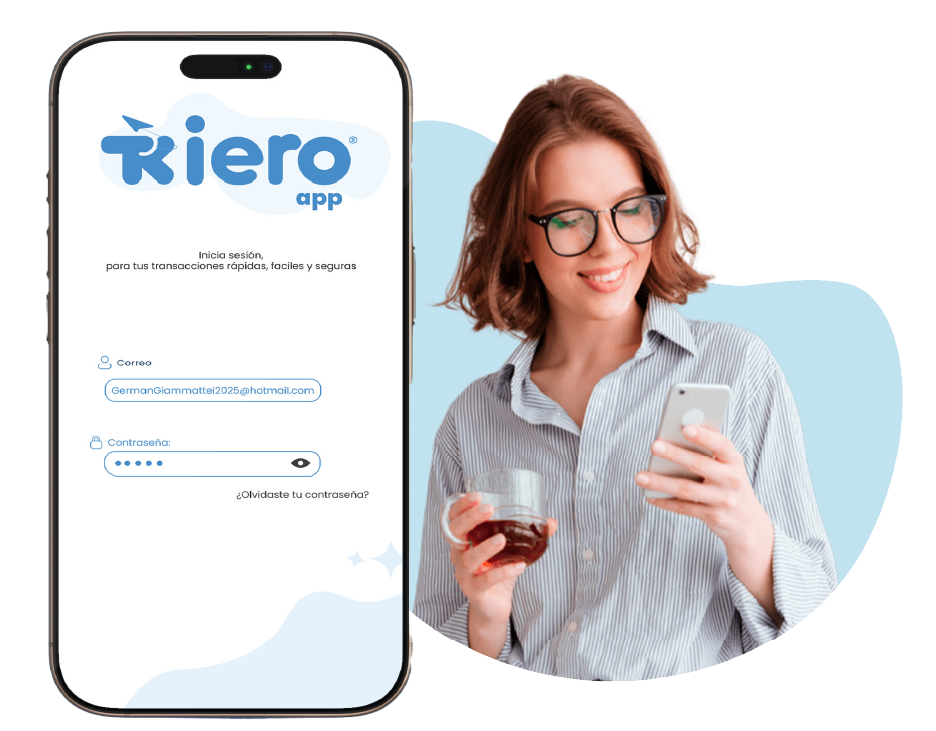 Kiero®
app
Inicia sesión,
para tus transacciones rápidas, faciles y seguras
Correo
GermanGiammattei2025@hotmail.com
Contraseña:
¿Olvidaste tu contraseña?